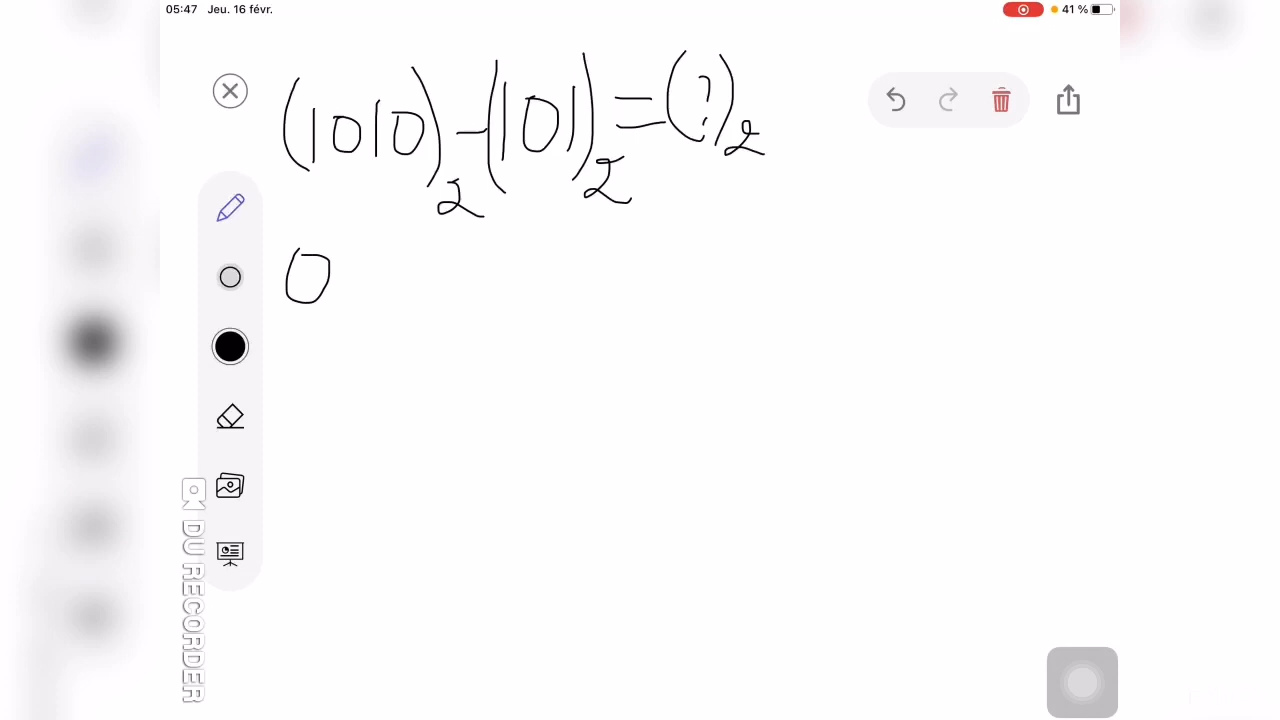 05:47 Jeu. 16 févr. 41 %
(1010)₂-(101)₂=(?)₂
0
DU RECORDER